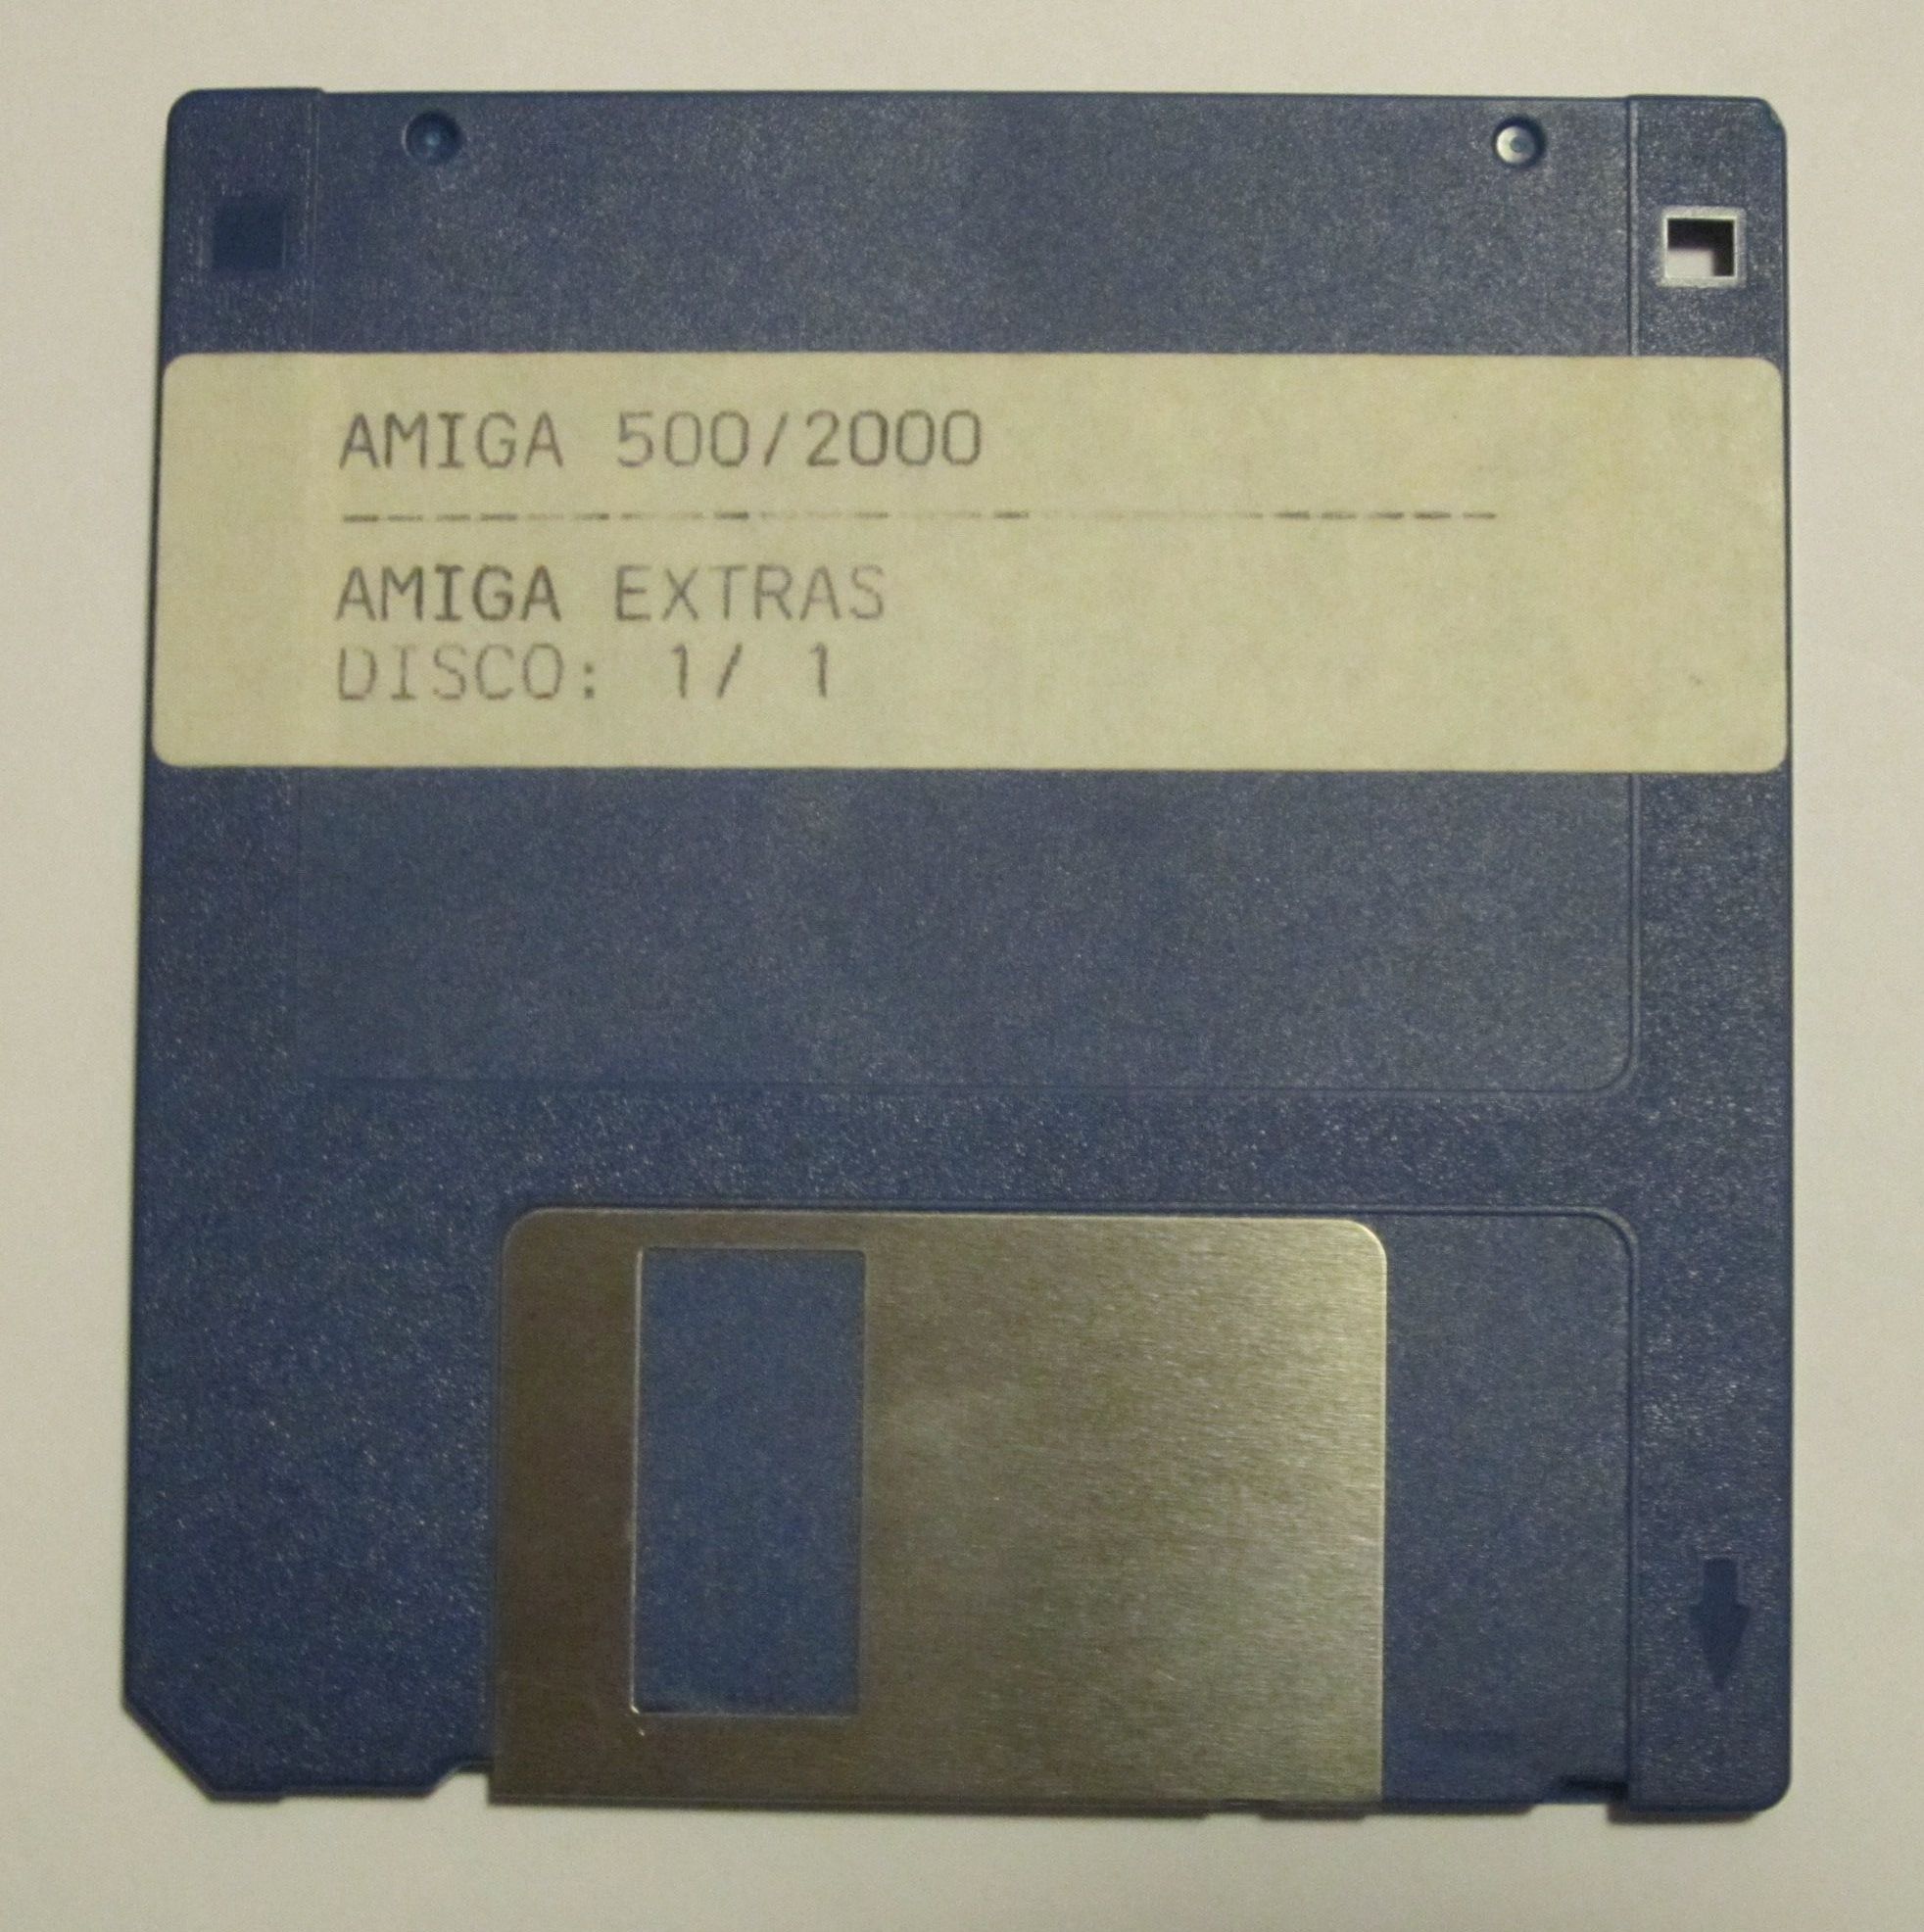 AMIGA 500/2000
--------------------------
AMIGA EXTRAS
DISCO: 1/ 1